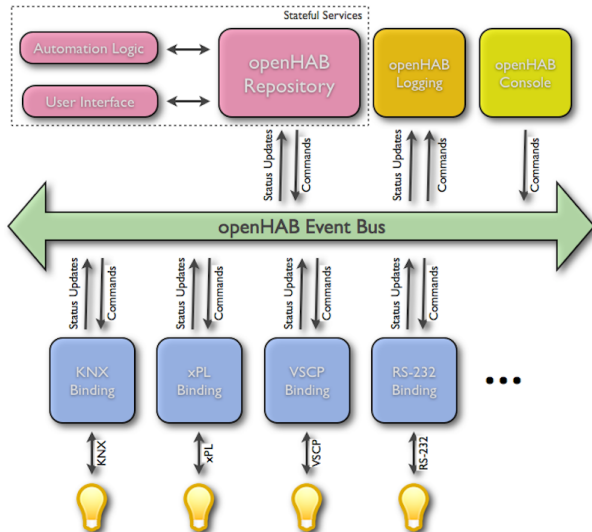 Stateful Services
Automation Logic
User Interface
openHAB
Repository
openHAB
Logging
openHAB
Console
Status Updates
Commands
Status Updates
Commands
Commands
openHAB Event Bus
Status Updates
Commands
Status Updates
Commands
Status Updates
Commands
Status Updates
Commands
KNX
Binding
xPL
Binding
VSCP
Binding
RS-232
Binding
...
KNX
xPL
VSCP
RS-232